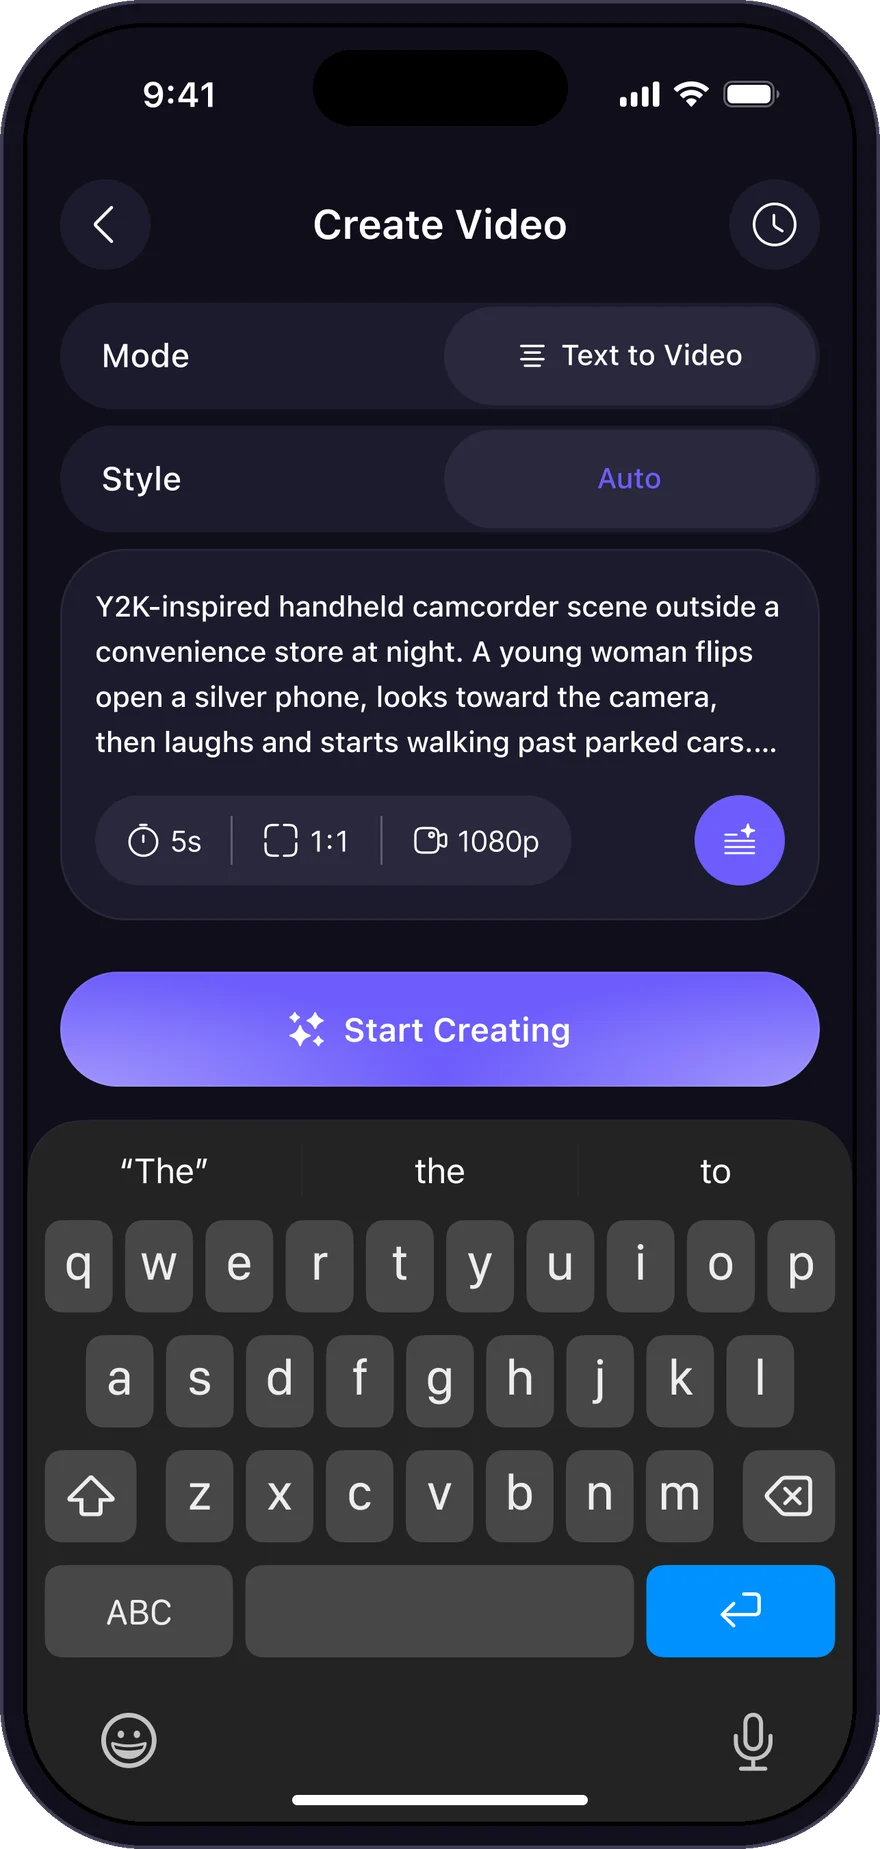 9:41
Create Video
Mode
Text to Video
Style
Auto
Y2K-inspired handheld camcorder scene outside a
convenience store at night. A young woman flips
open a silver phone, looks toward the camera,
then laughs and starts walking past parked cars....
5s
1:1
1080p
Start Creating
“The” the to
q w e r t y u i o p
a s d f g h j k l
z x c v b n m
ABC